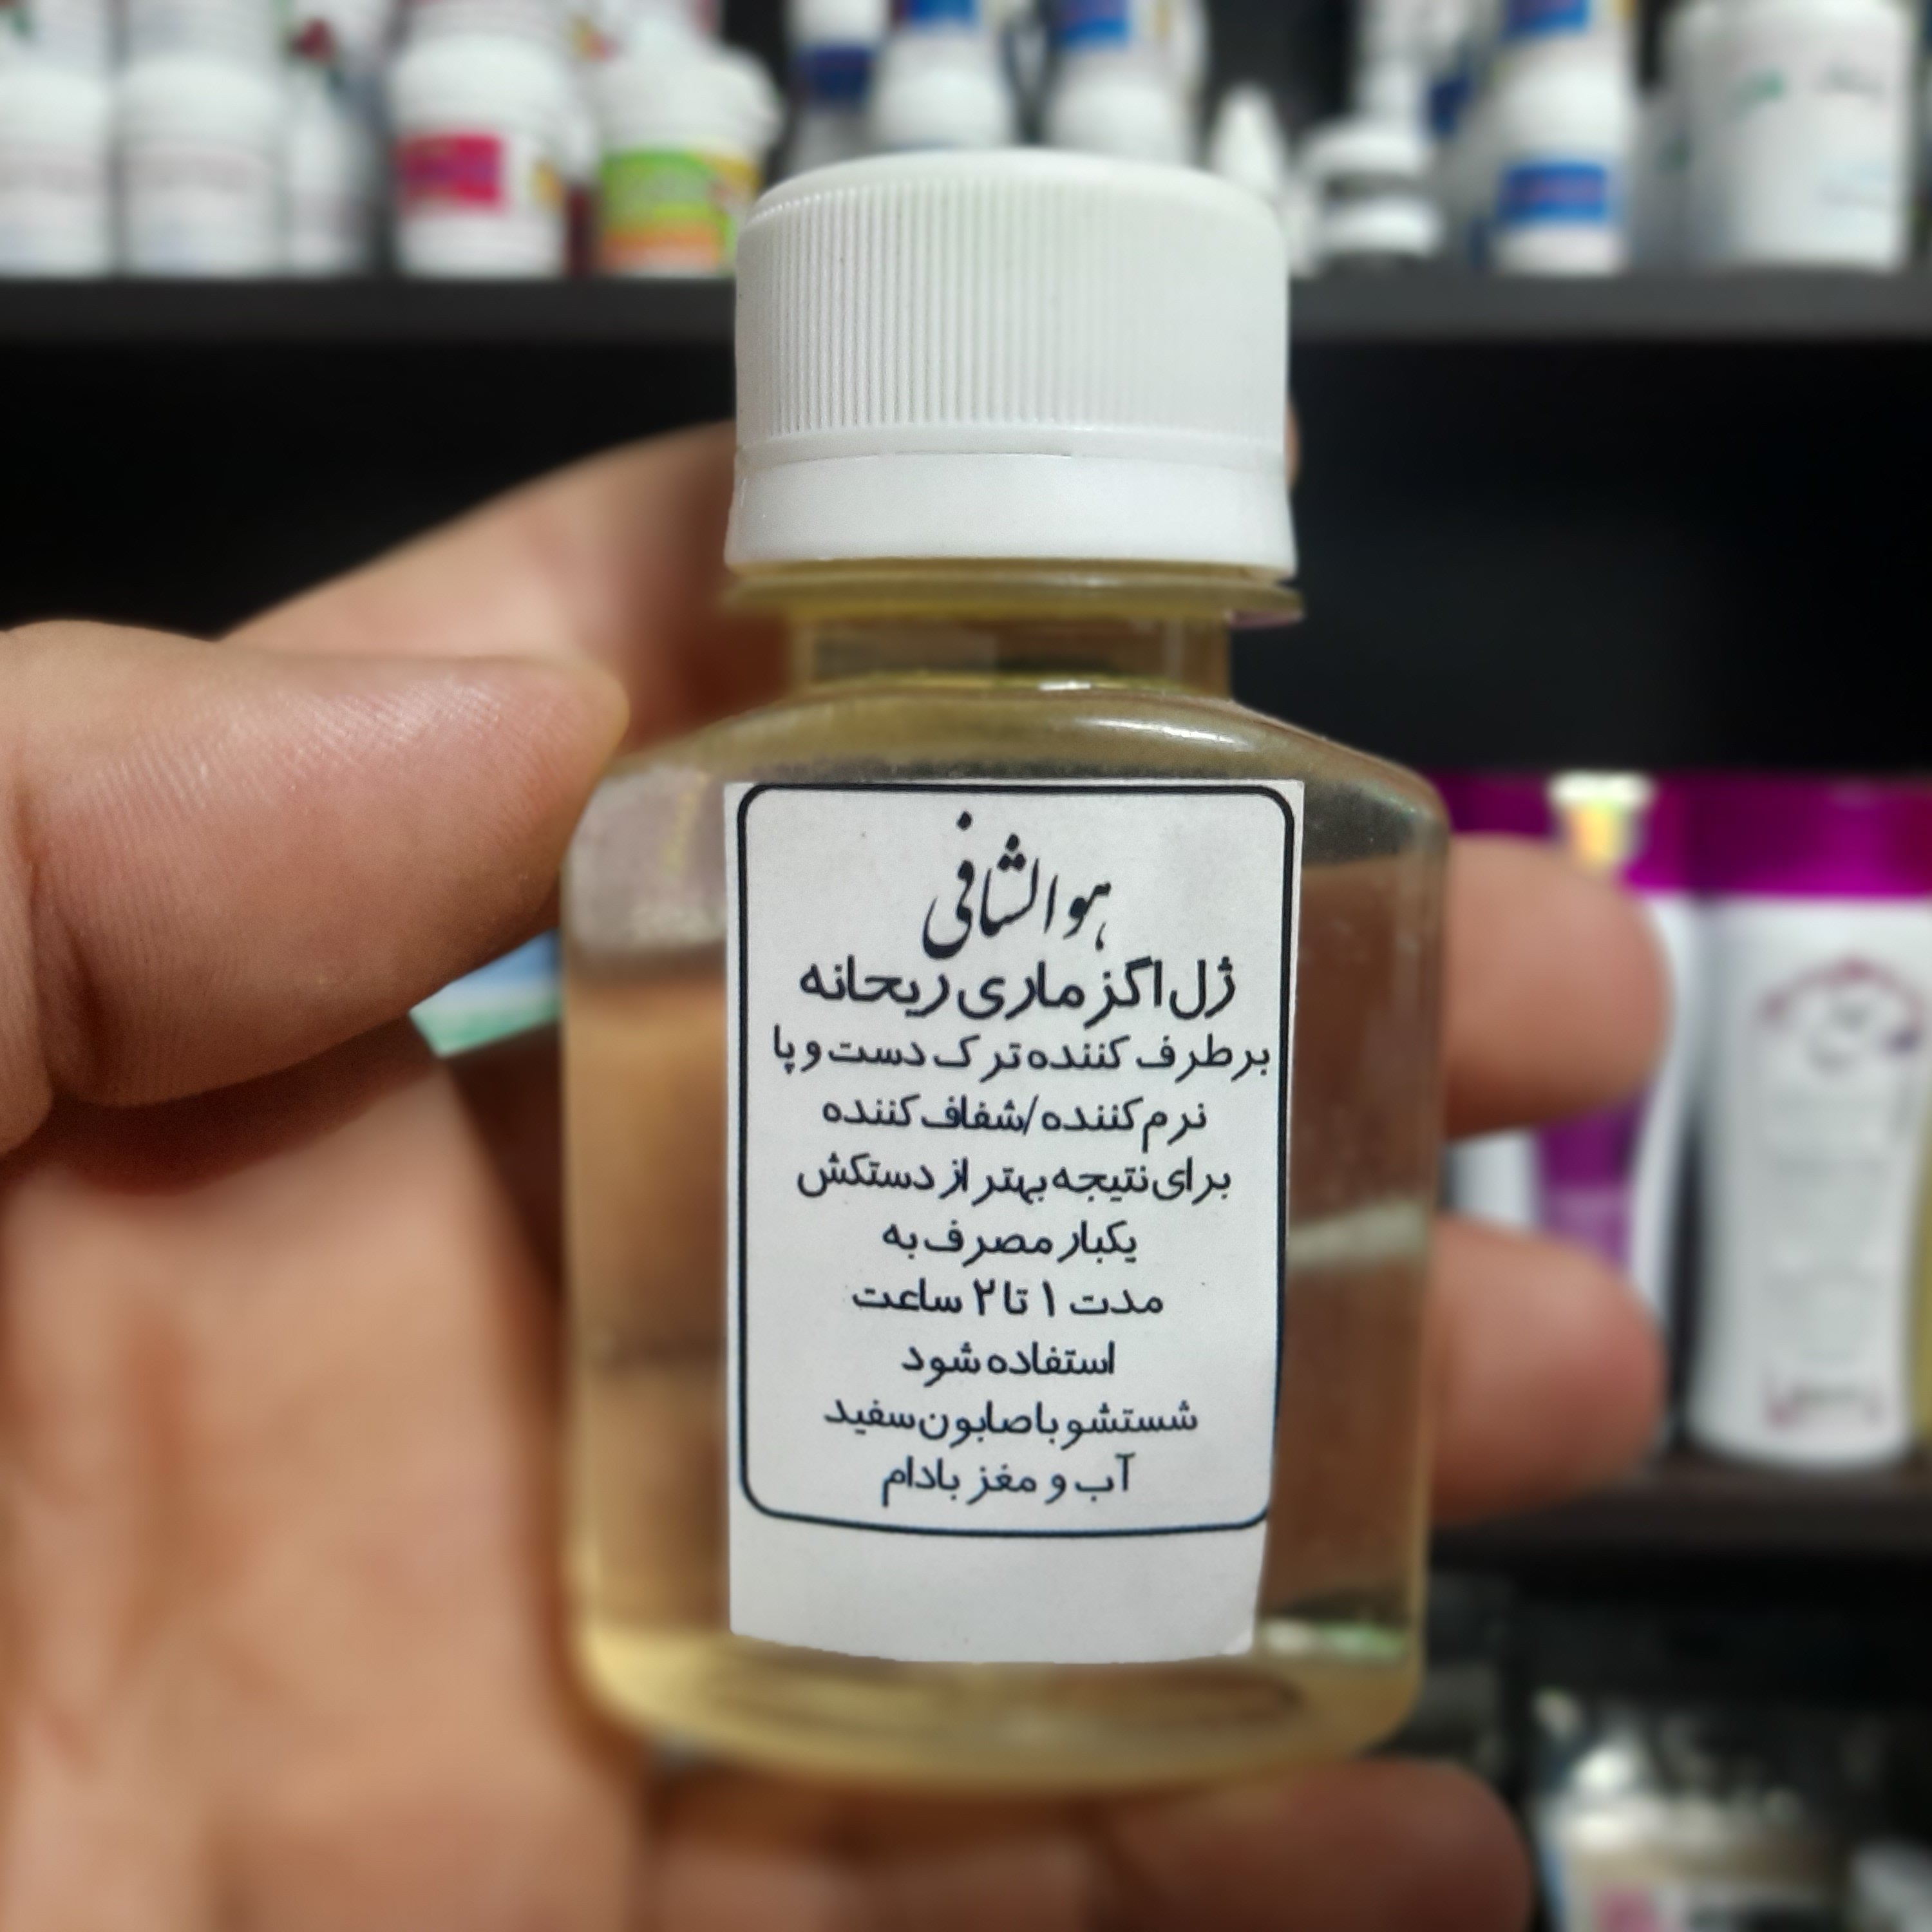 هوالشافی
ژل اگزماری ریحانه
برطرف کننده ترک دست و پا
نرم کننده/شفاف کننده
برای نتیجه بهتر از دستکش
یکبار مصرف به
مدت ۱ تا ۲ ساعت
استفاده شود
شستشو با صابون سفید
آب و مغز بادام